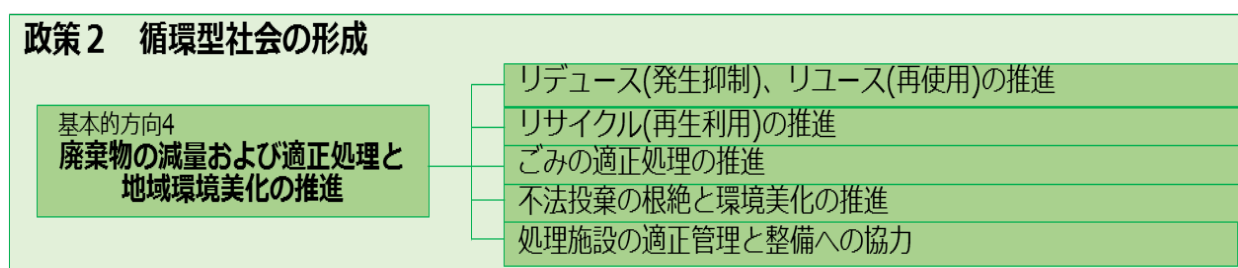 政策２　循環型社会の形成
基本的方向4
廃棄物の減量および適正処理と
地域環境美化の推進
リデュース(発生抑制)、リユース(再使用)の推進
リサイクル(再生利用)の推進
ごみの適正処理の推進
不法投棄の根絶と環境美化の推進
処理施設の適正管理と整備への協力